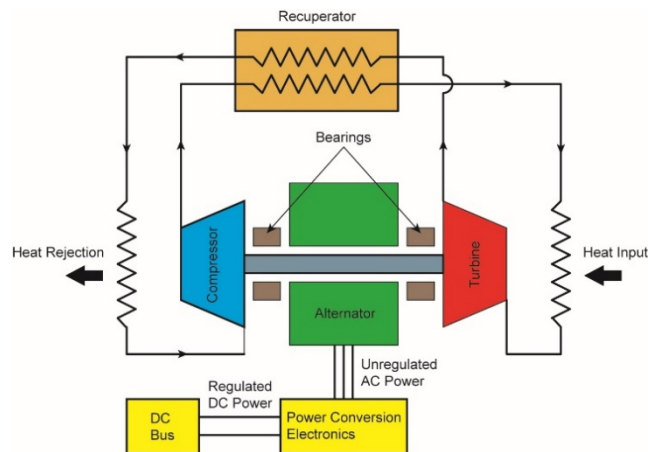 Recuperator
Bearings
Heat Rejection
Compressor
Turbine
Heat Input
Alternator
Unregulated
AC Power
Regulated
DC Power
DC
Bus
Power Conversion
Electronics